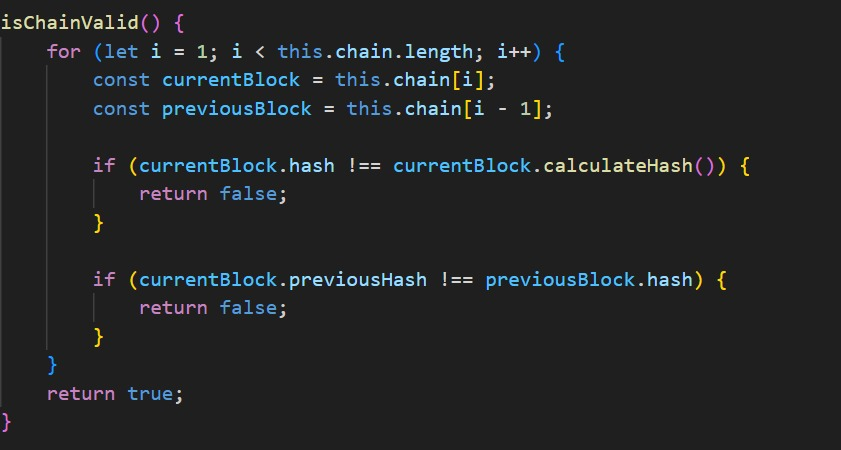 isChainValid() {
    for (let i = 1; i < this.chain.length; i++) {
        const currentBlock = this.chain[i];
        const previousBlock = this.chain[i - 1];

        if (currentBlock.hash !== currentBlock.calculateHash()) {
            return false;
        }

        if (currentBlock.previousHash !== previousBlock.hash) {
            return false;
        }
    }
    return true;
}